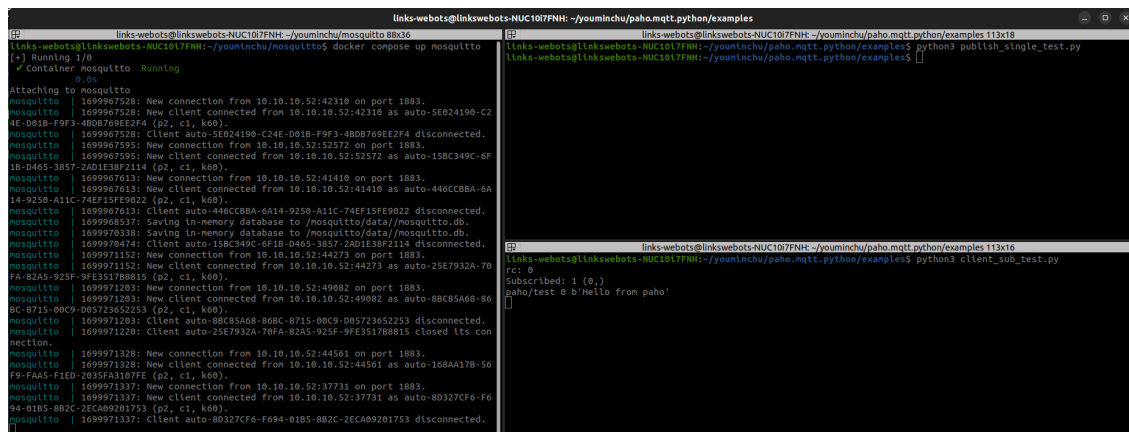 links-webots@linkswebots-NUC10i7FNH: ~/youminchu/paho.mqtt.python/examples
links-webots@linkswebots-NUC10i7FNH: ~/youminchu/mosquitto 88x36
links-webots@linkswebots-NUC10i7FNH:~/youminchu/mosquitto$ docker compose up mosquitto
[+] Running 1/0
✔ Container mosquitto  Running
0.0s
Attaching to mosquitto
mosquitto  | 1699967528: New connection from 10.10.10.52:42310 on port 1883.
mosquitto  | 1699967528: New client connected from 10.10.10.52:42310 as auto-5E024190-C2
4E-D01B-F9F3-4BDB769EE2F4 (p2, c1, k60).
mosquitto  | 1699967528: Client auto-5E024190-C24E-D01B-F9F3-4BDB769EE2F4 disconnected.
mosquitto  | 1699967595: New connection from 10.10.10.52:52572 on port 1883.
mosquitto  | 1699967595: New client connected from 10.10.10.52:52572 as auto-15BC349C-6F
1B-D465-3857-2AD1E38F2114 (p2, c1, k60).
mosquitto  | 1699967613: New connection from 10.10.10.52:41410 on port 1883.
mosquitto  | 1699967613: New client connected from 10.10.10.52:41410 as auto-446CCBBA-6A
14-9250-A11C-74EF15FE9022 (p2, c1, k60).
mosquitto  | 1699967613: Client auto-446CCBBA-6A14-9250-A11C-74EF15FE9022 disconnected.
mosquitto  | 1699968537: Saving in-memory database to /mosquitto/data//mosquitto.db.
mosquitto  | 1699970338: Saving in-memory database to /mosquitto/data//mosquitto.db.
mosquitto  | 1699970474: Client auto-15BC349C-6F1B-D465-3857-2AD1E38F2114 disconnected.
mosquitto  | 1699971152: New connection from 10.10.10.52:44273 on port 1883.
mosquitto  | 1699971152: New client connected from 10.10.10.52:44273 as auto-25E7932A-70
FA-82A5-925F-9FE3517B8815 (p2, c1, k60).
mosquitto  | 1699971203: New connection from 10.10.10.52:49082 on port 1883.
mosquitto  | 1699971203: New client connected from 10.10.10.52:49082 as auto-8BC85A68-86
BC-8715-00C9-D05723652253 (p2, c1, k60).
mosquitto  | 1699971203: Client auto-8BC85A68-86BC-8715-00C9-D05723652253 disconnected.
mosquitto  | 1699971220: Client auto-25E7932A-70FA-82A5-925F-9FE3517B8815 closed its con
nection.
mosquitto  | 1699971328: New connection from 10.10.10.52:44561 on port 1883.
mosquitto  | 1699971328: New client connected from 10.10.10.52:44561 as auto-168AA17B-56
F9-FAA5-F1ED-2035FA3107FE (p2, c1, k60).
mosquitto  | 1699971337: New connection from 10.10.10.52:37731 on port 1883.
mosquitto  | 1699971337: New client connected from 10.10.10.52:37731 as auto-8D327CF6-F6
94-01B5-8B2C-2ECA09201753 (p2, c1, k60).
mosquitto  | 1699971337: Client auto-8D327CF6-F694-01B5-8B2C-2ECA09201753 disconnected.
links-webots@linkswebots-NUC10i7FNH: ~/youminchu/paho.mqtt.python/examples 113x18
links-webots@linkswebots-NUC10i7FNH:~/youminchu/paho.mqtt.python/examples$ python3 publish_single_test.py
links-webots@linkswebots-NUC10i7FNH:~/youminchu/paho.mqtt.python/examples$
links-webots@linkswebots-NUC10i7FNH: ~/youminchu/paho.mqtt.python/examples 113x16
links-webots@linkswebots-NUC10i7FNH:~/youminchu/paho.mqtt.python/examples$ python3 client_sub_test.py
rc: 0
Subscribed: 1 (0,)
paho/test 0 b'Hello from paho'